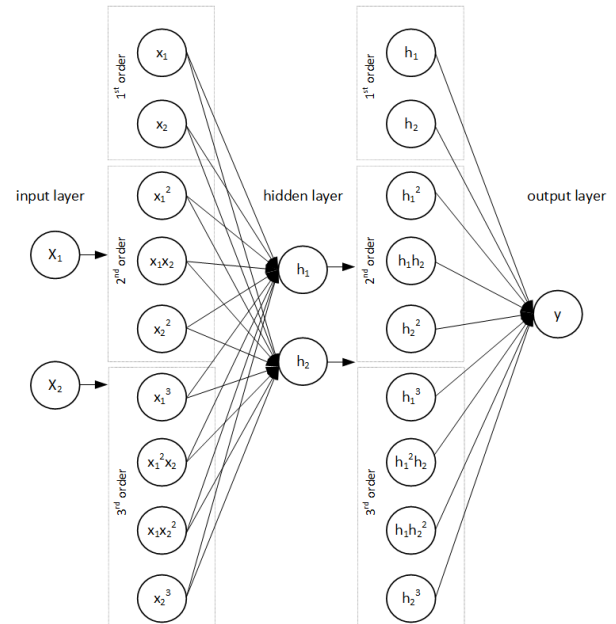 input layer
X₁
X₂
1ˢᵗ order
x₁
x₂
2ⁿᵈ order
x₁²
x₁x₂
x₂²
3ʳᵈ order
x₁³
x₁²x₂
x₁x₂²
x₂³
hidden layer
h₁
h₂
1ˢᵗ order
h₁
h₂
2ⁿᵈ order
h₁²
h₁h₂
h₂²
3ʳᵈ order
h₁³
h₁²h₂
h₁h₂²
h₂³
output layer
y